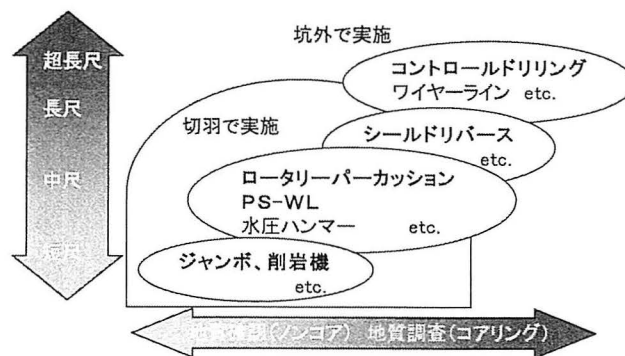 坑外で実施
超長尺
コントロールドリリング
ワイヤーライン etc.
長尺
切羽で実施
シールドリバース
etc.
中尺
ロータリーパーカッション
PS-WL
水圧ハンマー etc.
短尺
ジャンボ、削岩機
etc.
(ノンコア) 地質調査(コアリング)